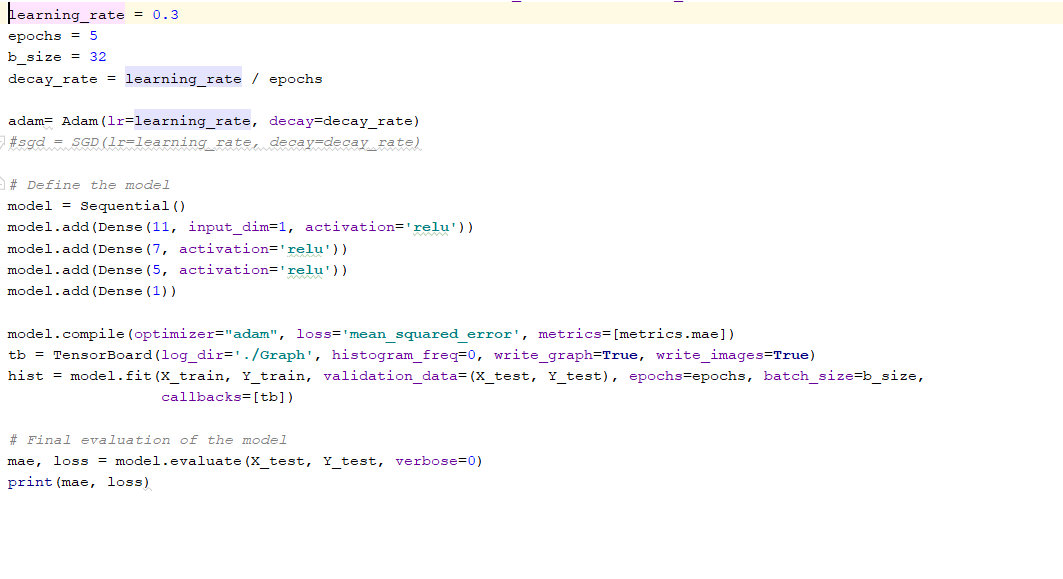 learning_rate = 0.3
epochs = 5
b_size = 32
decay_rate = learning_rate / epochs
adam= Adam(lr=learning_rate, decay=decay_rate)
#sgd = SGD(lr=learning_rate, decay=decay_rate)
# Define the model
model = Sequential()
model.add(Dense(11, input_dim=1, activation='relu'))
model.add(Dense(7, activation='relu'))
model.add(Dense(5, activation='relu'))
model.add(Dense(1))
model.compile(optimizer="adam", loss='mean_squared_error', metrics=[metrics.mae])
tb = TensorBoard(log_dir='./Graph', histogram_freq=0, write_graph=True, write_images=True)
hist = model.fit(X_train, Y_train, validation_data=(X_test, Y_test), epochs=epochs, batch_size=b_size,
callbacks=[tb])
# Final evaluation of the model
mae, loss = model.evaluate(X_test, Y_test, verbose=0)
print(mae, loss)